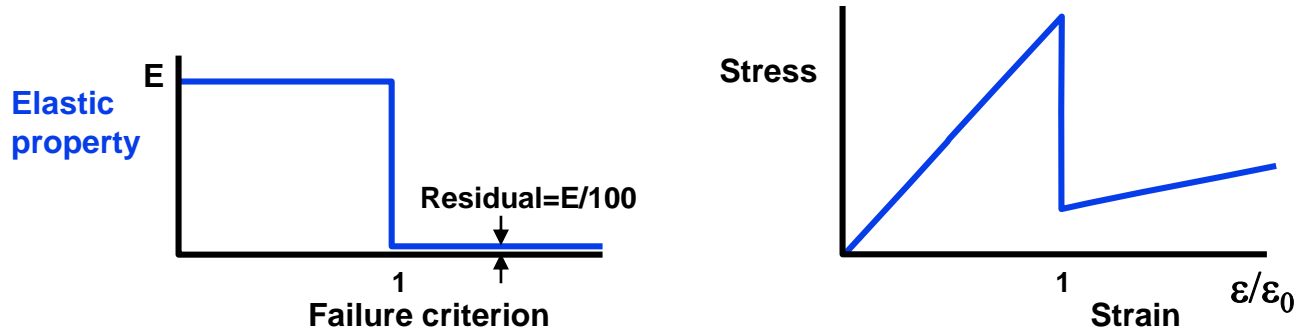 E
Elastic
property
Residual=E/100
1
Failure criterion
Stress
1
ε/ε₀
Strain